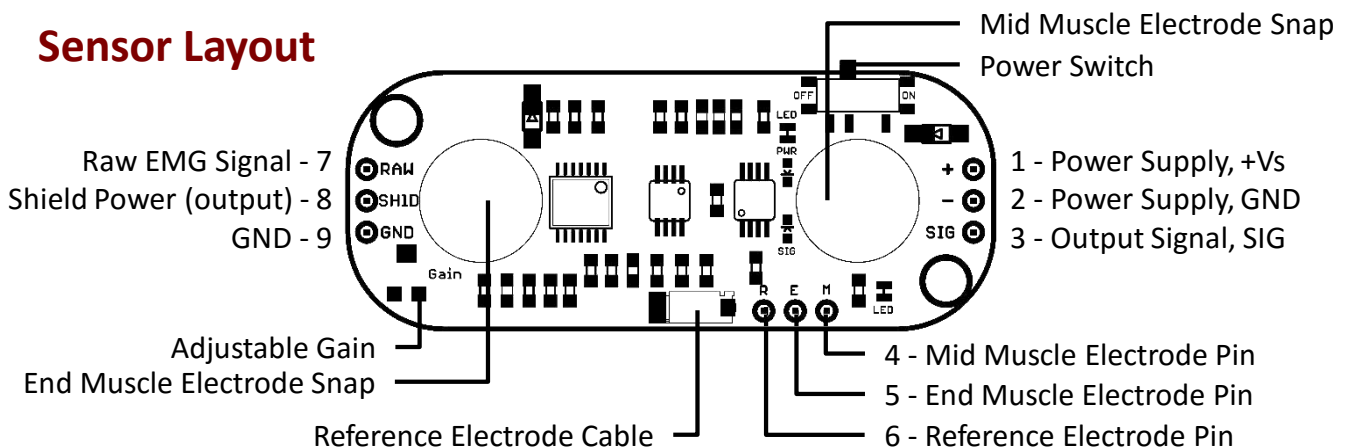 Sensor Layout
Mid Muscle Electrode Snap
Power Switch
OFF
ON
LED
PWR
Raw EMG Signal - 7
RAW
+
1 - Power Supply, +Vs
Shield Power (output) - 8
SHID
-
2 - Power Supply, GND
GND - 9
GND
SIG
3 - Output Signal, SIG
SIG
Gain
R E M
LED
Adjustable Gain
4 - Mid Muscle Electrode Pin
End Muscle Electrode Snap
5 - End Muscle Electrode Pin
Reference Electrode Cable
6 - Reference Electrode Pin